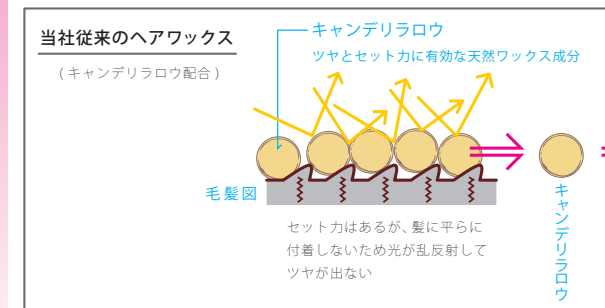 当社従来のヘアワックス
(キャンデリラロウ配合)
キャンデリラロウ
ツヤとセット力に有効な天然ワックス成分
毛髪図
セット力はあるが、髪に平らに
付着しないため光が乱反射して
ツヤが出ない
キャンデリラロウ